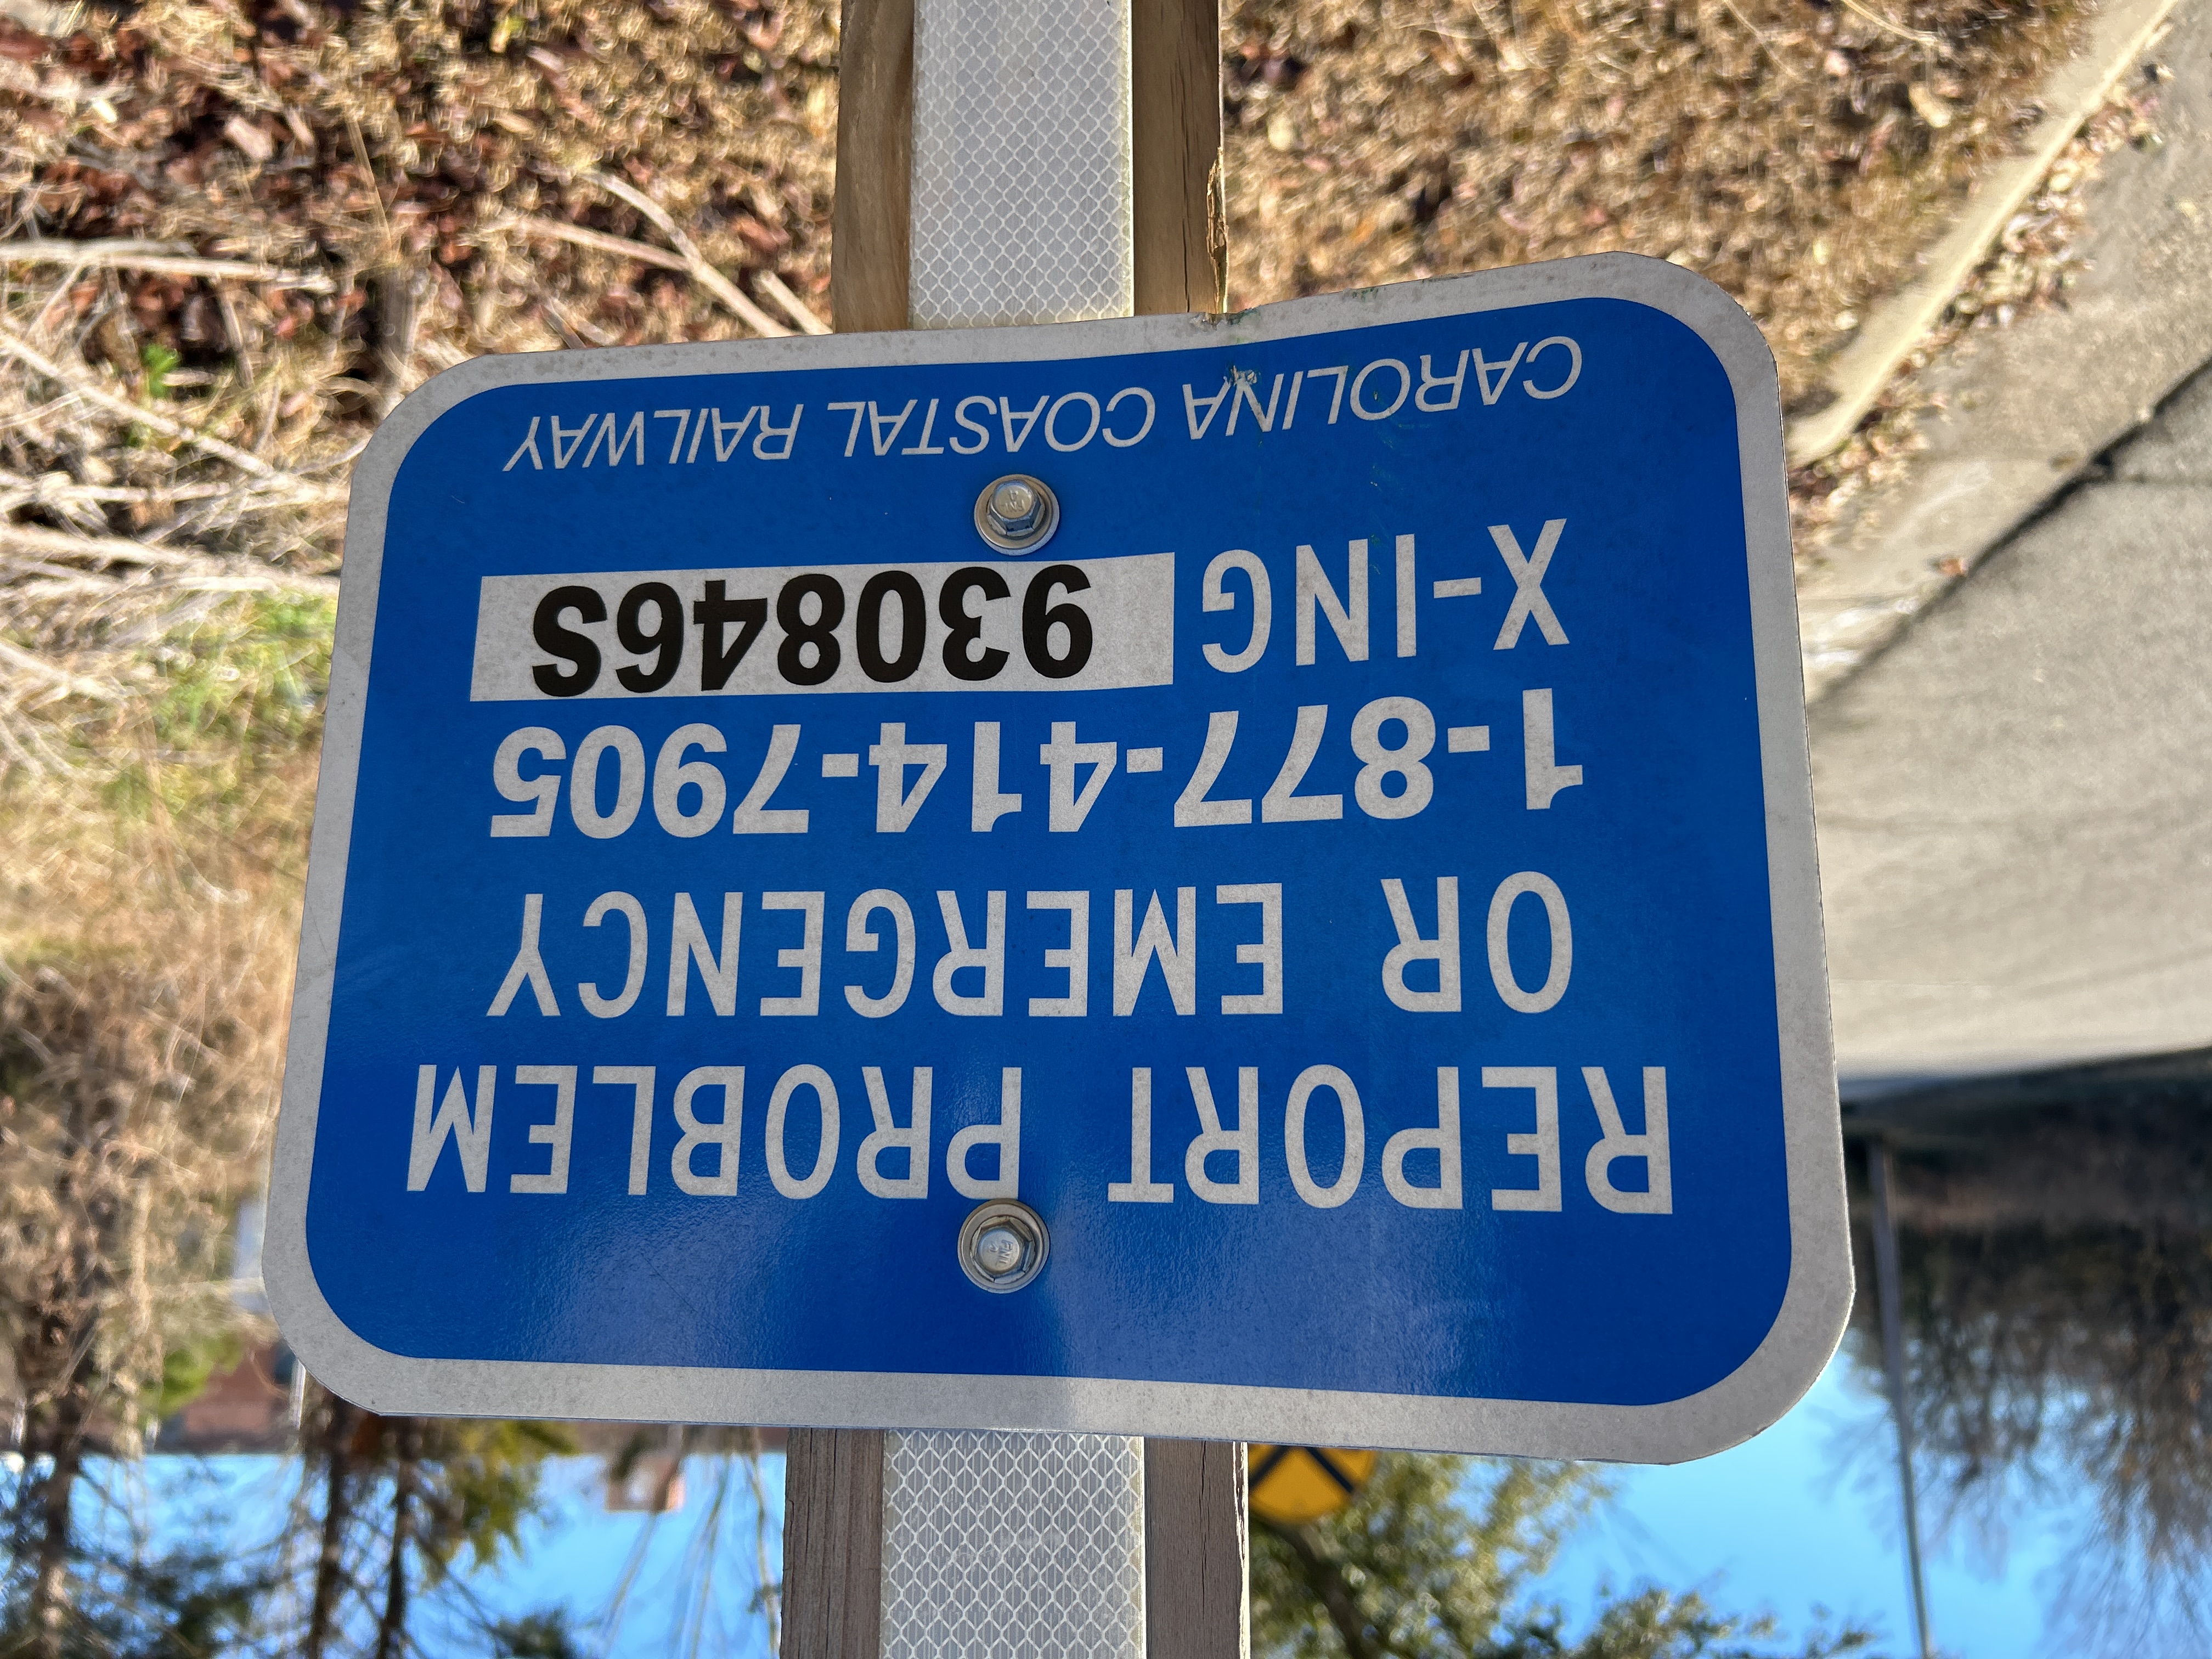 REPORT PROBLEM
OR EMERGENCY
1-877-414-7905
X-ING 930846S
CAROLINA COASTAL RAILWAY